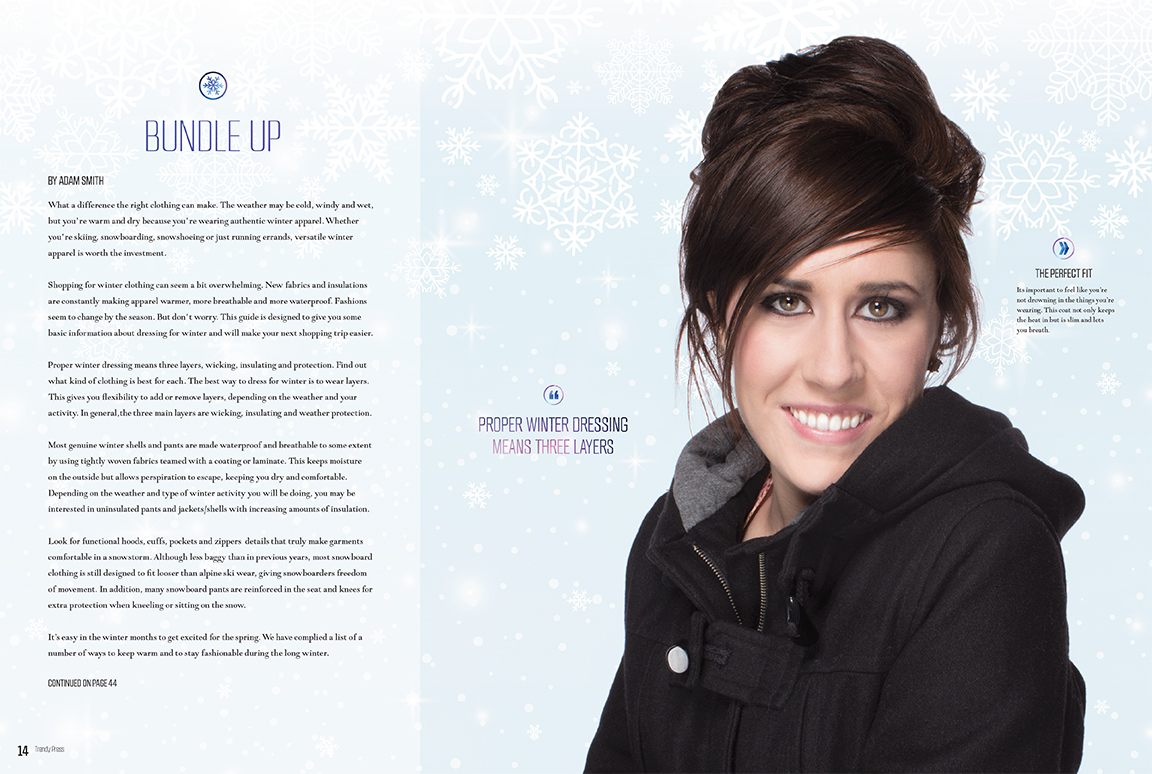 BUNDLE UP
BY ADAM SMITH
What a difference the right clothing can make. The weather may be cold, windy and wet,
but you're warm and dry because you're wearing authentic winter apparel. Whether
you're skiing, snowboarding, snowshoeing or just running errands, versatile winter
apparel is worth the investment.
Shopping for winter clothing can seem a bit overwhelming. New fabrics and insulations
are constantly making apparel warmer, more breathable and more waterproof. Fashions
seem to change by the season. But don't worry. This guide is designed to give you some
basic information about dressing for winter and will make your next shopping trip easier.
Proper winter dressing means three layers, wicking, insulating and protection. Find out
what kind of clothing is best for each. The best way to dress for winter is to wear layers.
This gives you flexibility to add or remove layers, depending on the weather and your
activity. In general,the three main layers are wicking, insulating and weather protection.
Most genuine winter shells and pants are made waterproof and breathable to some extent
by using tightly woven fabrics teamed with a coating or laminate. This keeps moisture
on the outside but allows perspiration to escape, keeping you dry and comfortable.
Depending on the weather and type of winter activity you will be doing, you may be
interested in uninsulated pants and jackets/shells with increasing amounts of insulation.
Look for functional hoods, cuffs, pockets and zippers  details that truly make garments
comfortable in a snowstorm. Although less baggy than in previous years, most snowboard
clothing is still designed to fit looser than alpine ski wear, giving snowboarders freedom
of movement. In addition, many snowboard pants are reinforced in the seat and knees for
extra protection when kneeling or sitting on the snow.
It's easy in the winter months to get excited for the spring. We have complied a list of a
number of ways to keep warm and to stay fashionable during the long winter.
CONTINUED ON PAGE 44
14 Trendy Press
“
PROPER WINTER DRESSING
MEANS THREE LAYERS
»
THE PERFECT FIT
Its important to feel like you're
not drowning in the things you're
wearing. This coat not only keeps
the heat in but is slim and lets
you breath.